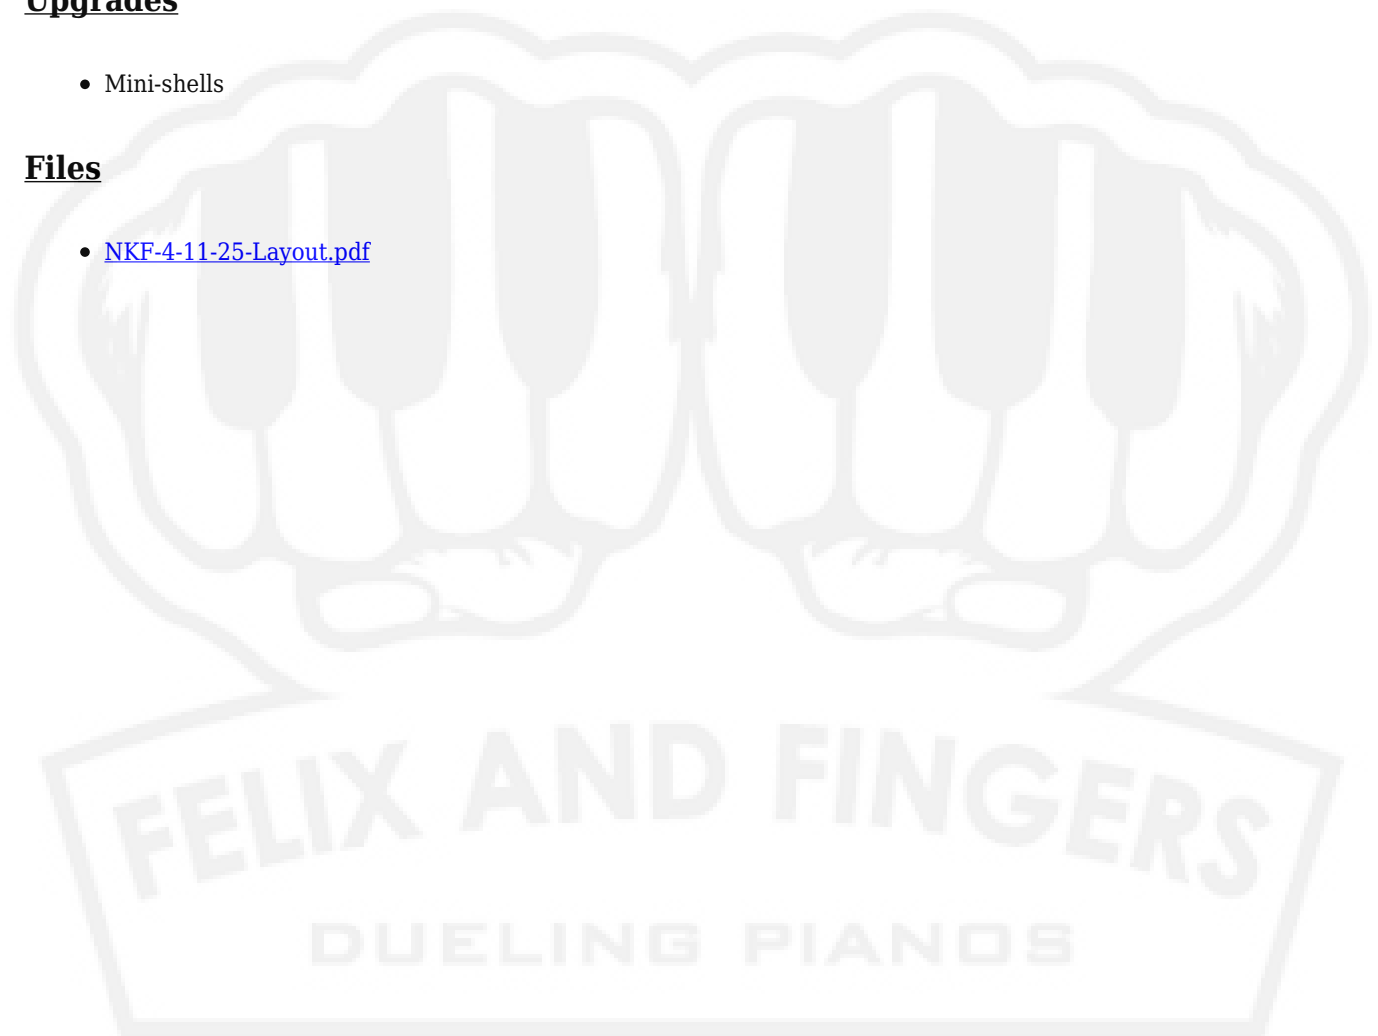 Upgrades
Mini-shells
Files
NKF-4-11-25-Layout.pdf
FELIX AND FINGERS
DUELING PIANOS